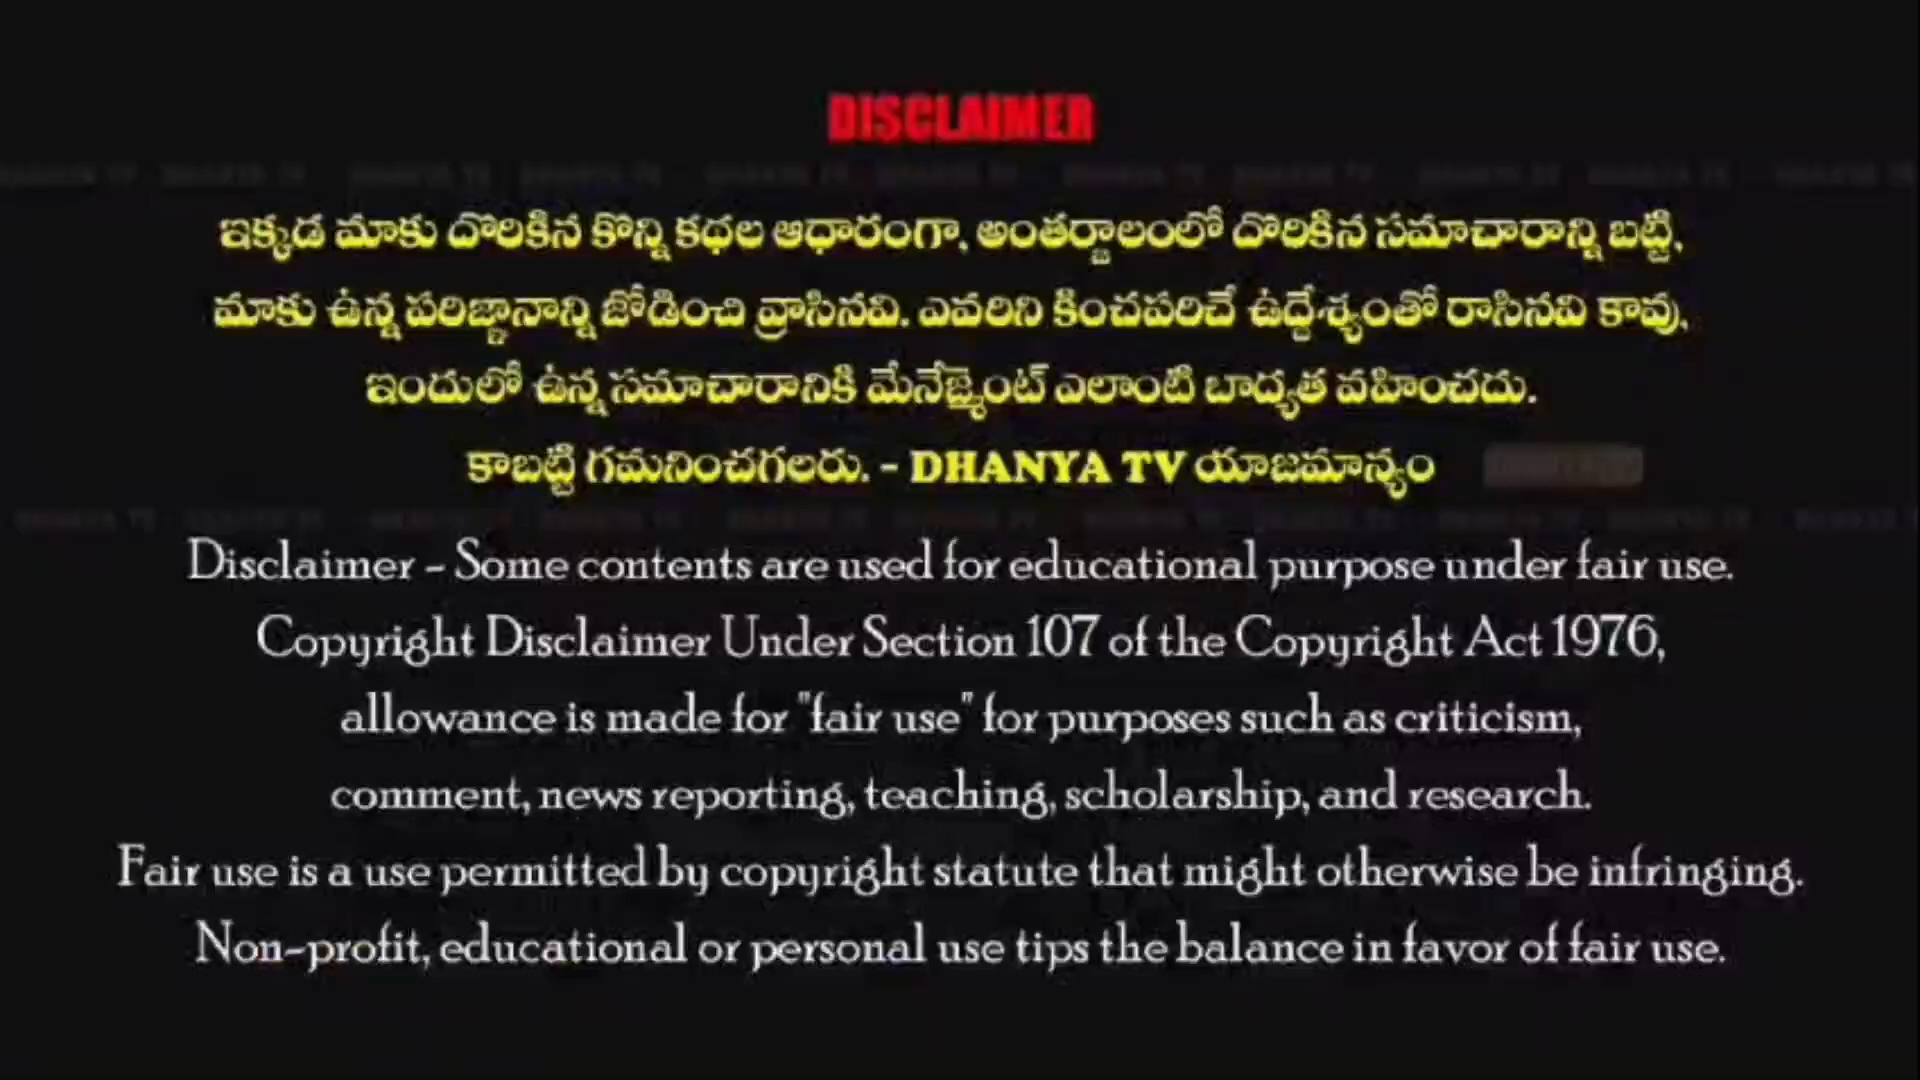 DISCLAIMER
ఇక్కడ మాకు దొరికిన కొన్ని కథల ఆధారంగా, అంతర్జాలంలో దొరికిన సమాచారాన్ని బట్టి,
మాకు ఉన్న పరిజ్ఞానాన్ని జోడించి వ్రాసినవి. ఎవరిని కించపరిచే ఉద్దేశ్యంతో రాసినవి కావు,
ఇందులో ఉన్న సమాచారానికి మేనేజ్మెంట్ ఎలాంటి బాద్యత వహించదు.
కాబట్టి గమనించగలరు. - DHANYA TV యాజమాన్యం
Disclaimer - Some contents are used for educational purpose under fair use.
Copyright Disclaimer Under Section 107 of the Copyright Act 1976,
allowance is made for "fair use" for purposes such as criticism,
comment, news reporting, teaching, scholarship, and research.
Fair use is a use permitted by copyright statute that might otherwise be infringing.
Non-profit, educational or personal use tips the balance in favor of fair use.